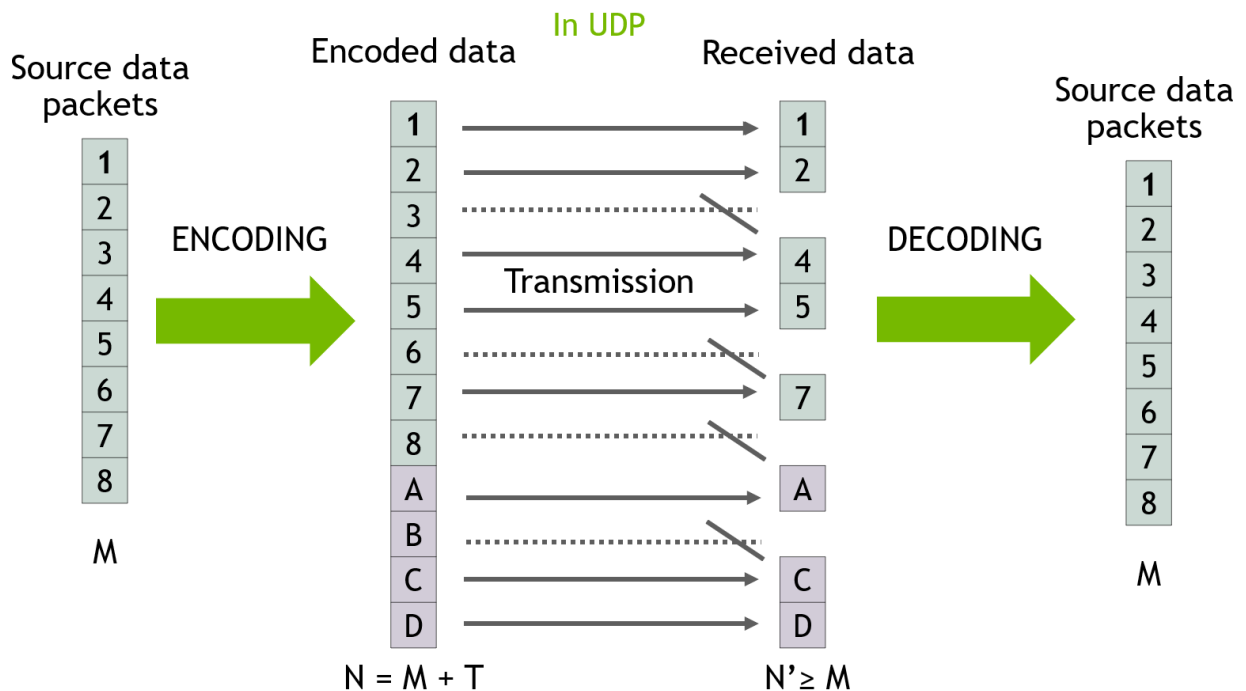 In UDP
Source data
packets
1
2
3
4
5
6
7
8
M
ENCODING
Encoded data
1
2
3
4
5
6
7
8
A
B
C
D
N = M + T
Transmission
Received data
1
2
4
5
7
A
C
D
N’ ≥ M
DECODING
Source data
packets
1
2
3
4
5
6
7
8
M